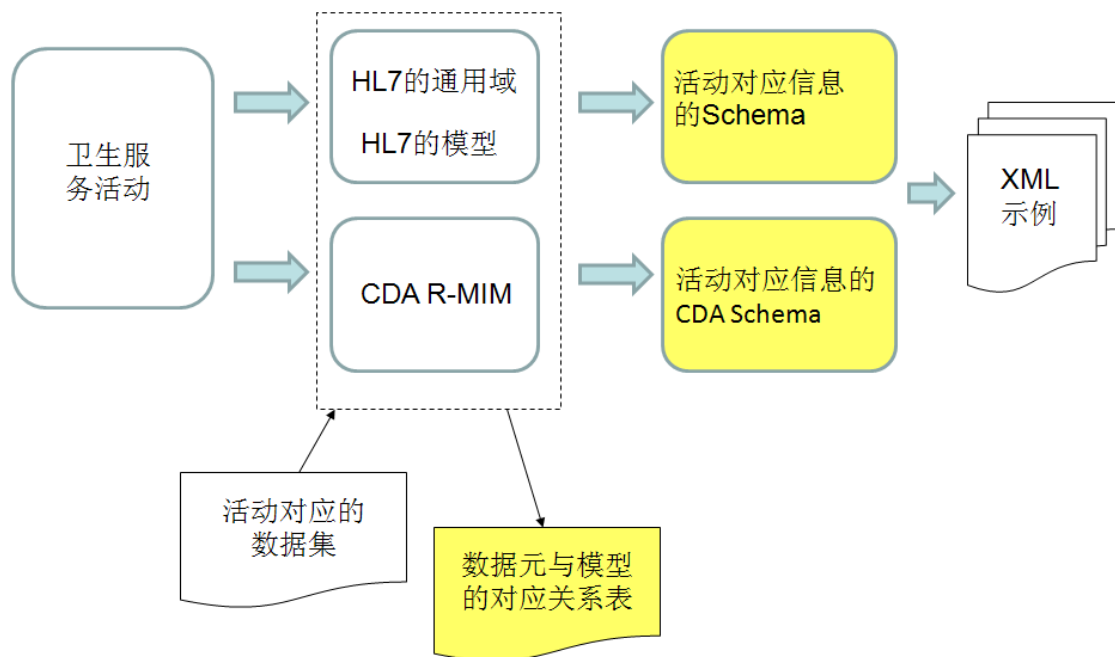 卫生服
务活动
HL7的通用域
HL7的模型
活动对应信息
的Schema
XML
示例
CDA R-MIM
活动对应信息的
CDA Schema
活动对应的
数据集
数据元与模型
的对应关系表